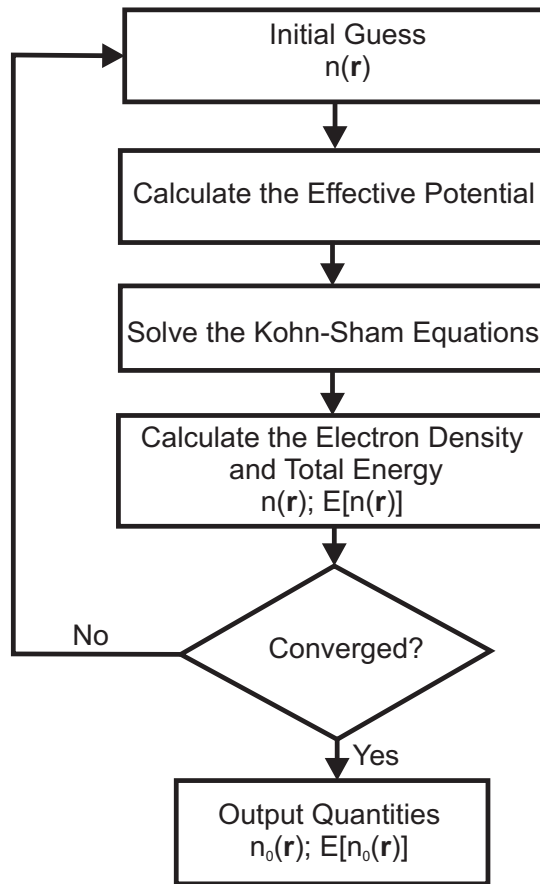 Initial Guess
n(r)
Calculate the Effective Potential
Solve the Kohn-Sham Equations
Calculate the Electron Density
and Total Energy
n(r); E[n(r)]
No
Converged?
Yes
Output Quantities
n₀(r); E[n₀(r)]